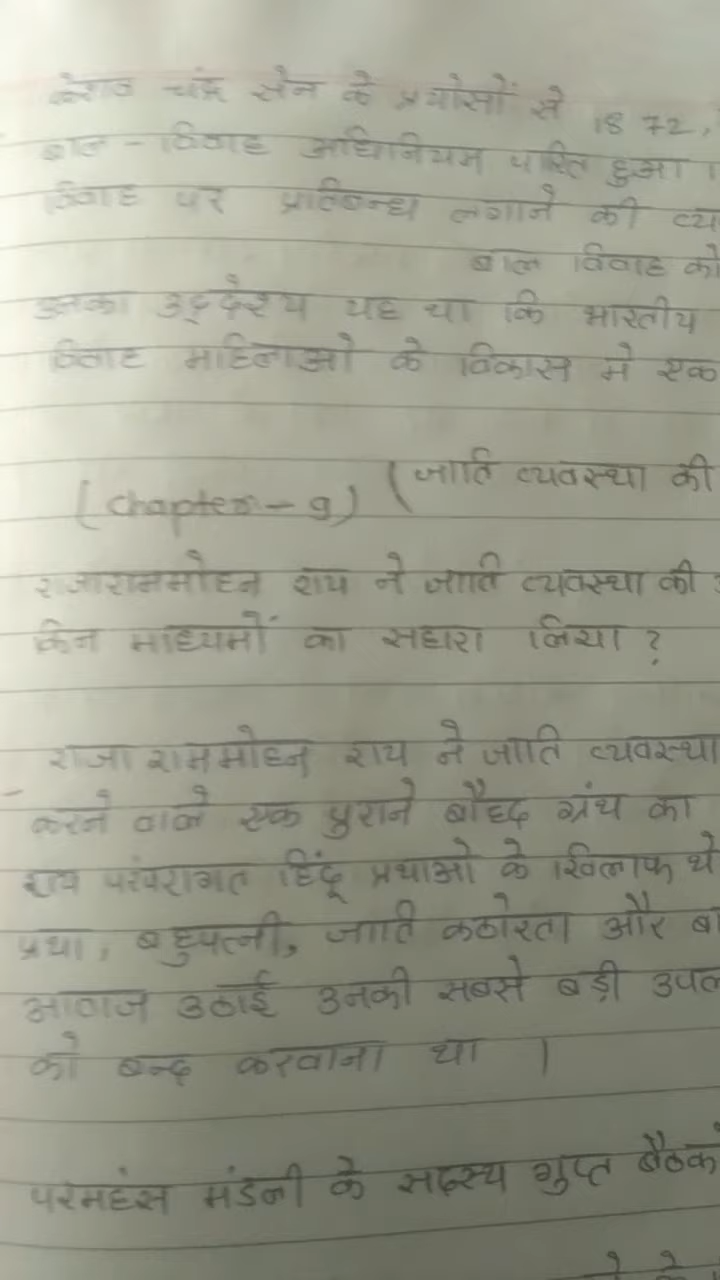 केशव चंद्र सेन के प्रयोसों से 1872,
बाल - विवाह अधिनियम पारित हुआ ।
विवाह पर प्रतिबन्ध लगाने की व्य
बाल विवाह को
उनका उद्देश्य यह था कि भारतीय
विवाह महिलाओ के विकास मे एक
(Chapter - 9) (जाति व्यवस्था की
राजाराममोहन राय ने जाति व्यवस्था की
किन माध्यमों का सहारा लिया ?
राजा राममोहन राय ने जाति व्यवस्था
करने वाले एक पुराने बौद्द ग्रंथ का
राय परंपरागत हिंदू प्रथाओ के खिलाफ थे
प्रथा, बहुपत्नी, जाति कठोरता और बा
आवाज उठाई उनकी सबसे बड़ी उपल
को बन्द करवाना था ।
परमहंस मंडली के सदस्य गुप्त बैठक